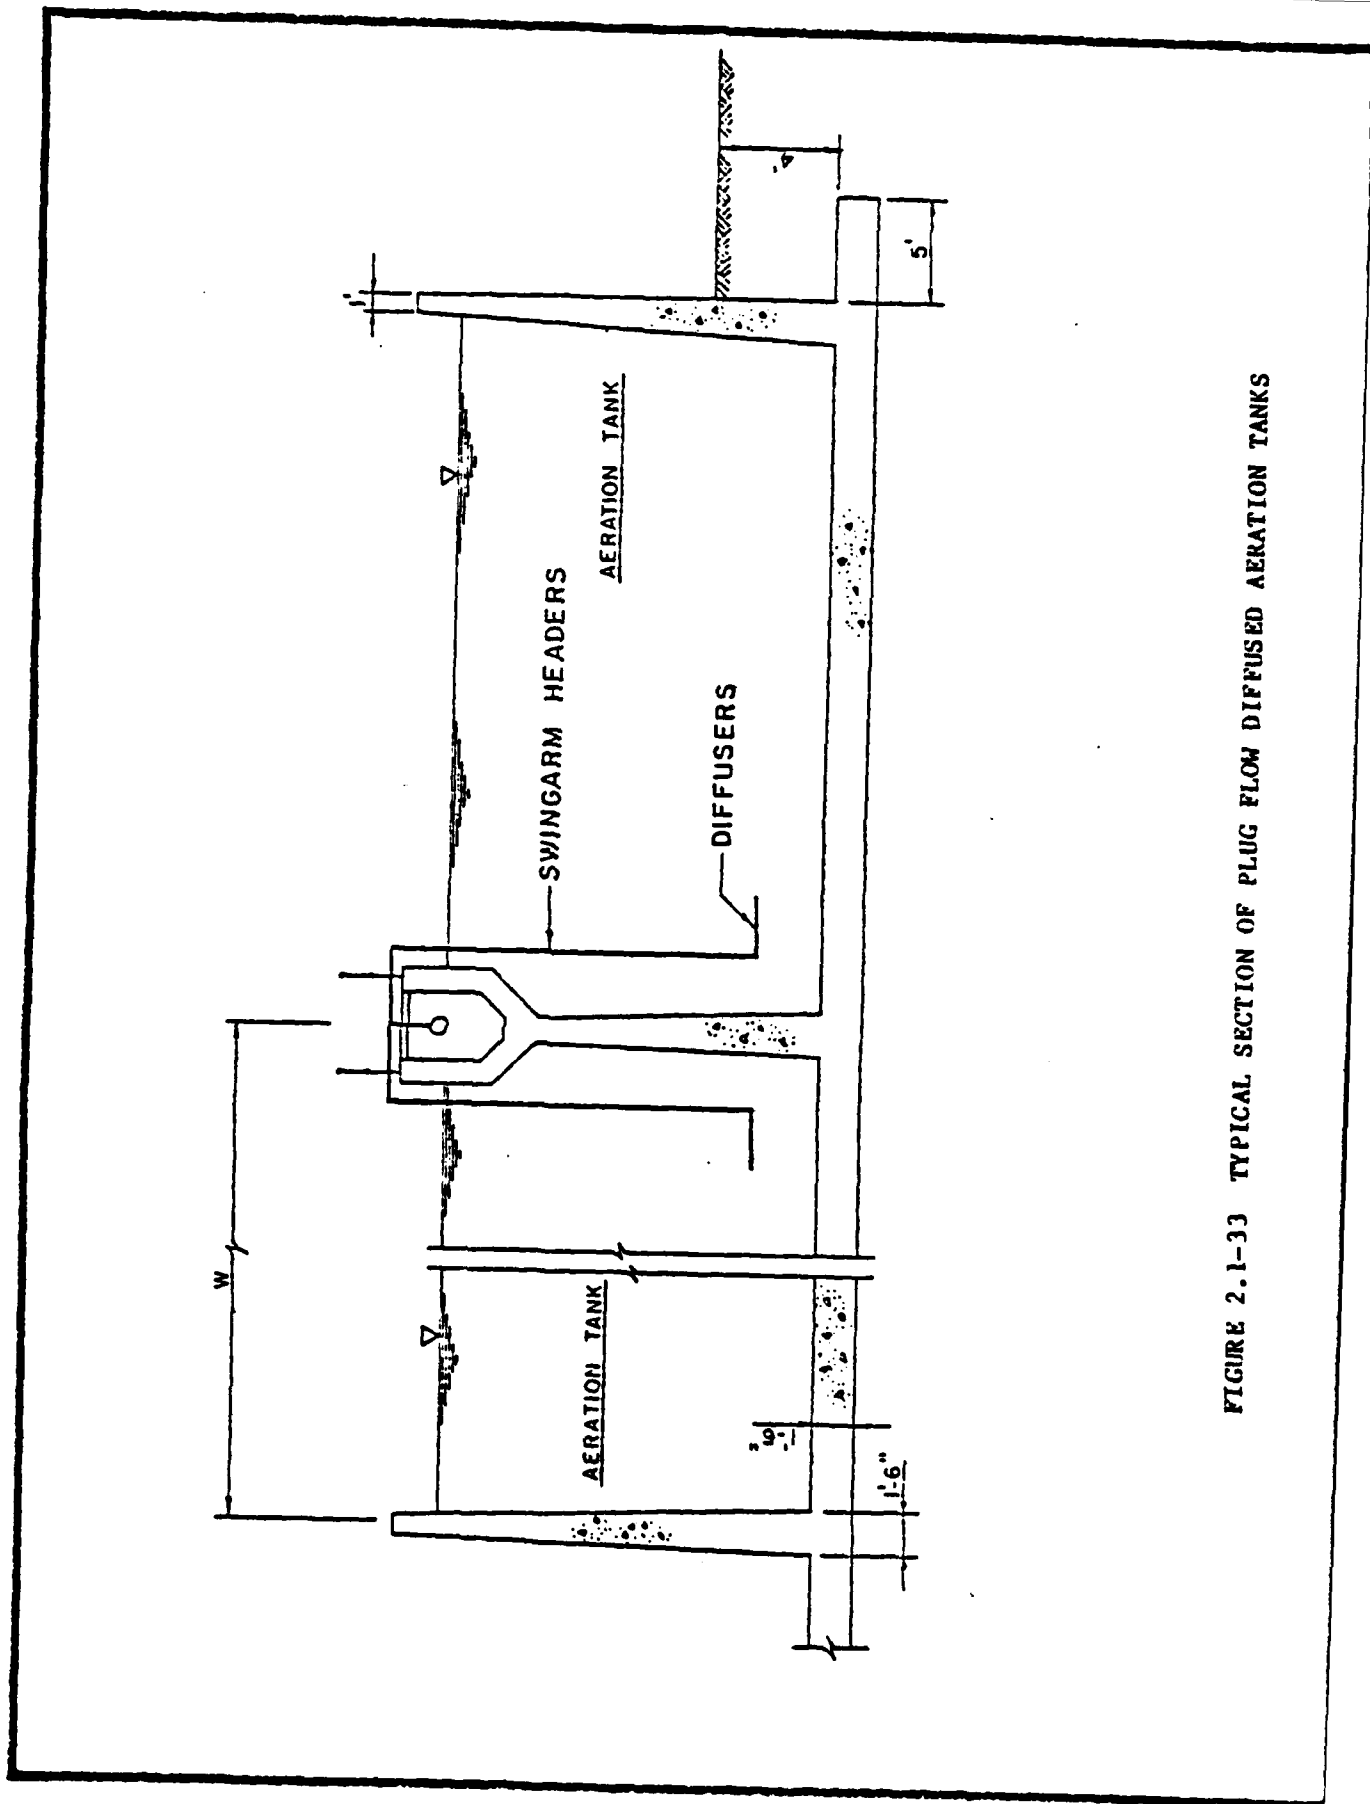 W
1'
SWINGARM HEADERS
DIFFUSERS
AERATION TANK
AERATION TANK
4'
5'
1'-6"
1'-6"
FIGURE 2.1-33 TYPICAL SECTION OF PLUG FLOW DIFFUSED AERATION TANKS